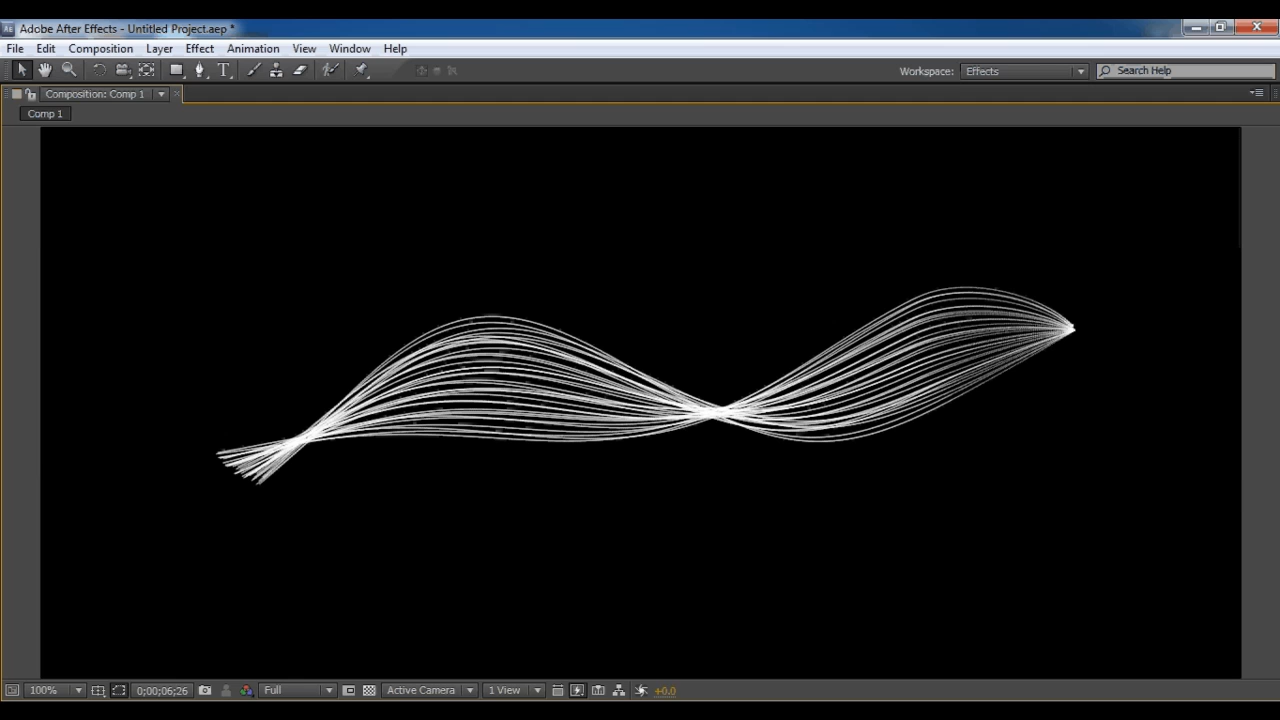 Adobe After Effects - Untitled Project.aep *
File Edit Composition Layer Effect Animation View Window Help
Workspace: Effects Search Help
Composition: Comp 1
Comp 1
100% 0;00;06;26 Full Active Camera 1 View +0.0